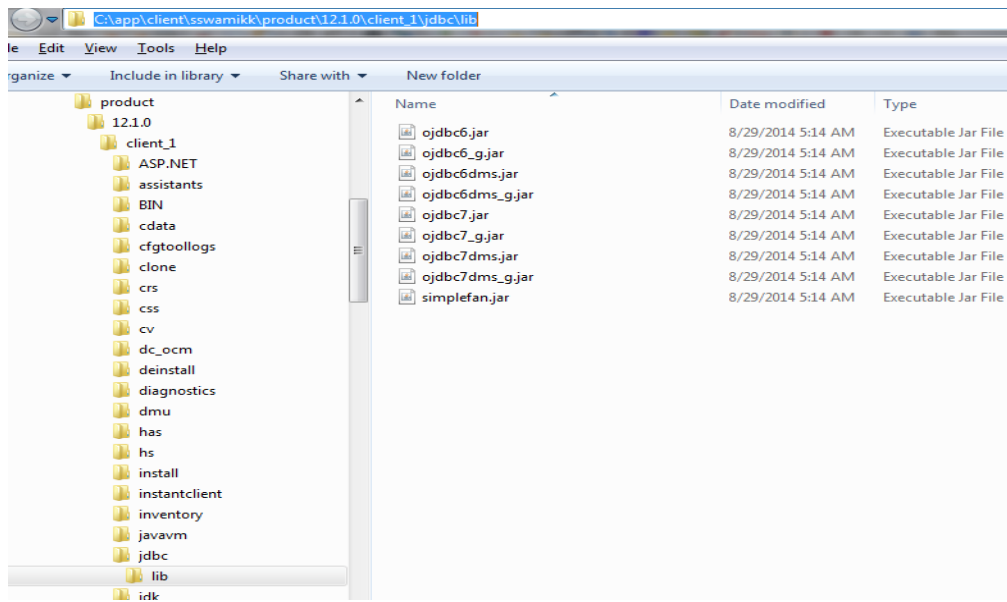 C:\app\client\sswamikk\product\12.1.0\client_1\jdbc\lib
le Edit View Tools Help
rganize Include in library Share with New folder
product
12.1.0
client_1
ASP.NET
assistants
BIN
cdata
cfgtoollogs
clone
crs
css
cv
dc_ocm
deinstall
diagnostics
dmu
has
hs
install
instantclient
inventory
javavm
jdbc
lib
jdk
Name Date modified Type
ojdbc6.jar 8/29/2014 5:14 AM Executable Jar File
ojdbc6_g.jar 8/29/2014 5:14 AM Executable Jar File
ojdbc6dms.jar 8/29/2014 5:14 AM Executable Jar File
ojdbc6dms_g.jar 8/29/2014 5:14 AM Executable Jar File
ojdbc7.jar 8/29/2014 5:14 AM Executable Jar File
ojdbc7_g.jar 8/29/2014 5:14 AM Executable Jar File
ojdbc7dms.jar 8/29/2014 5:14 AM Executable Jar File
ojdbc7dms_g.jar 8/29/2014 5:14 AM Executable Jar File
simplefan.jar 8/29/2014 5:14 AM Executable Jar File